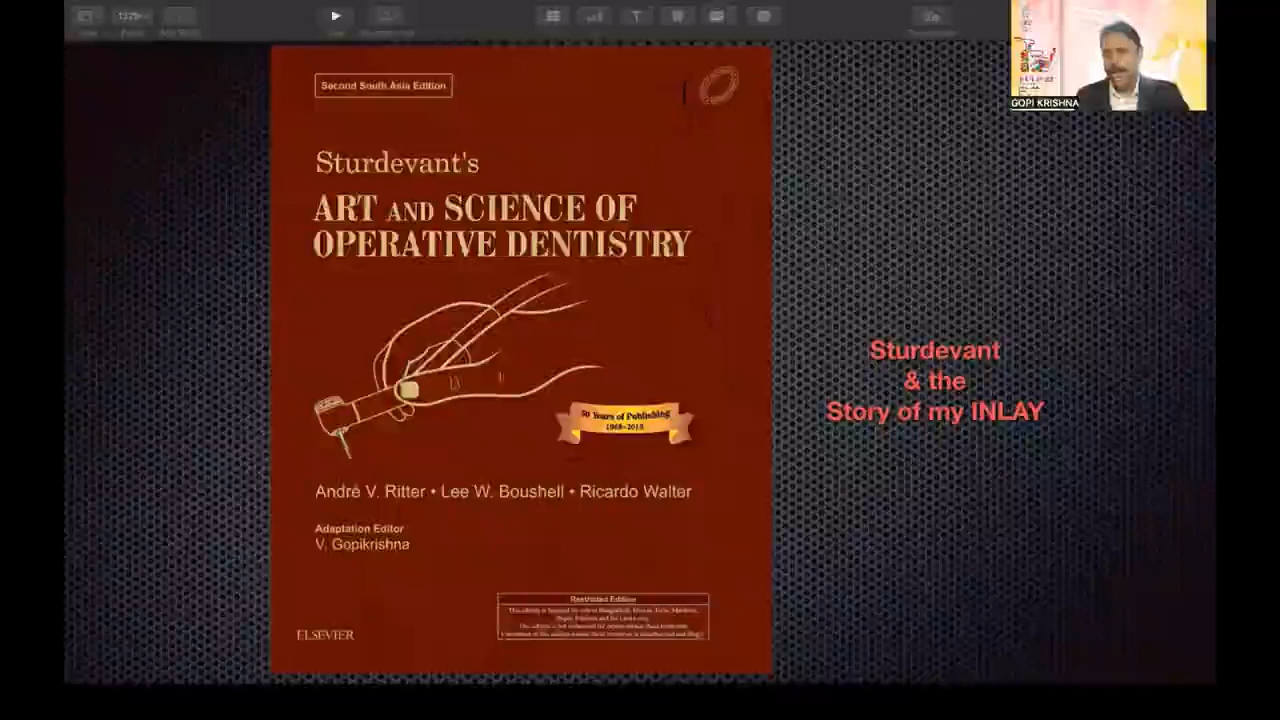 GOPI KRISHNA
Second South Asia Edition
Sturdevant's
ART AND SCIENCE OF
OPERATIVE DENTISTRY
50 Years of Publishing
1968-2018
André V. Ritter • Lee W. Boushell • Ricardo Walter
Adaptation Editor
V. Gopikrishna
Restricted Edition
ELSEVIER
Sturdevant
& the
Story of my INLAY